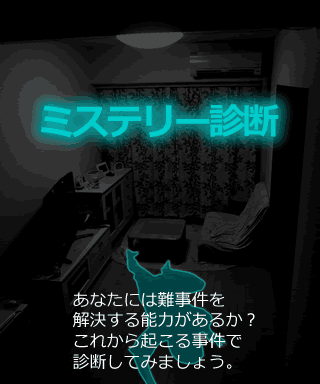 ミステリー診断
あなたには難事件を
解決する能力があるか？
これから起こる事件で
診断してみましょう。